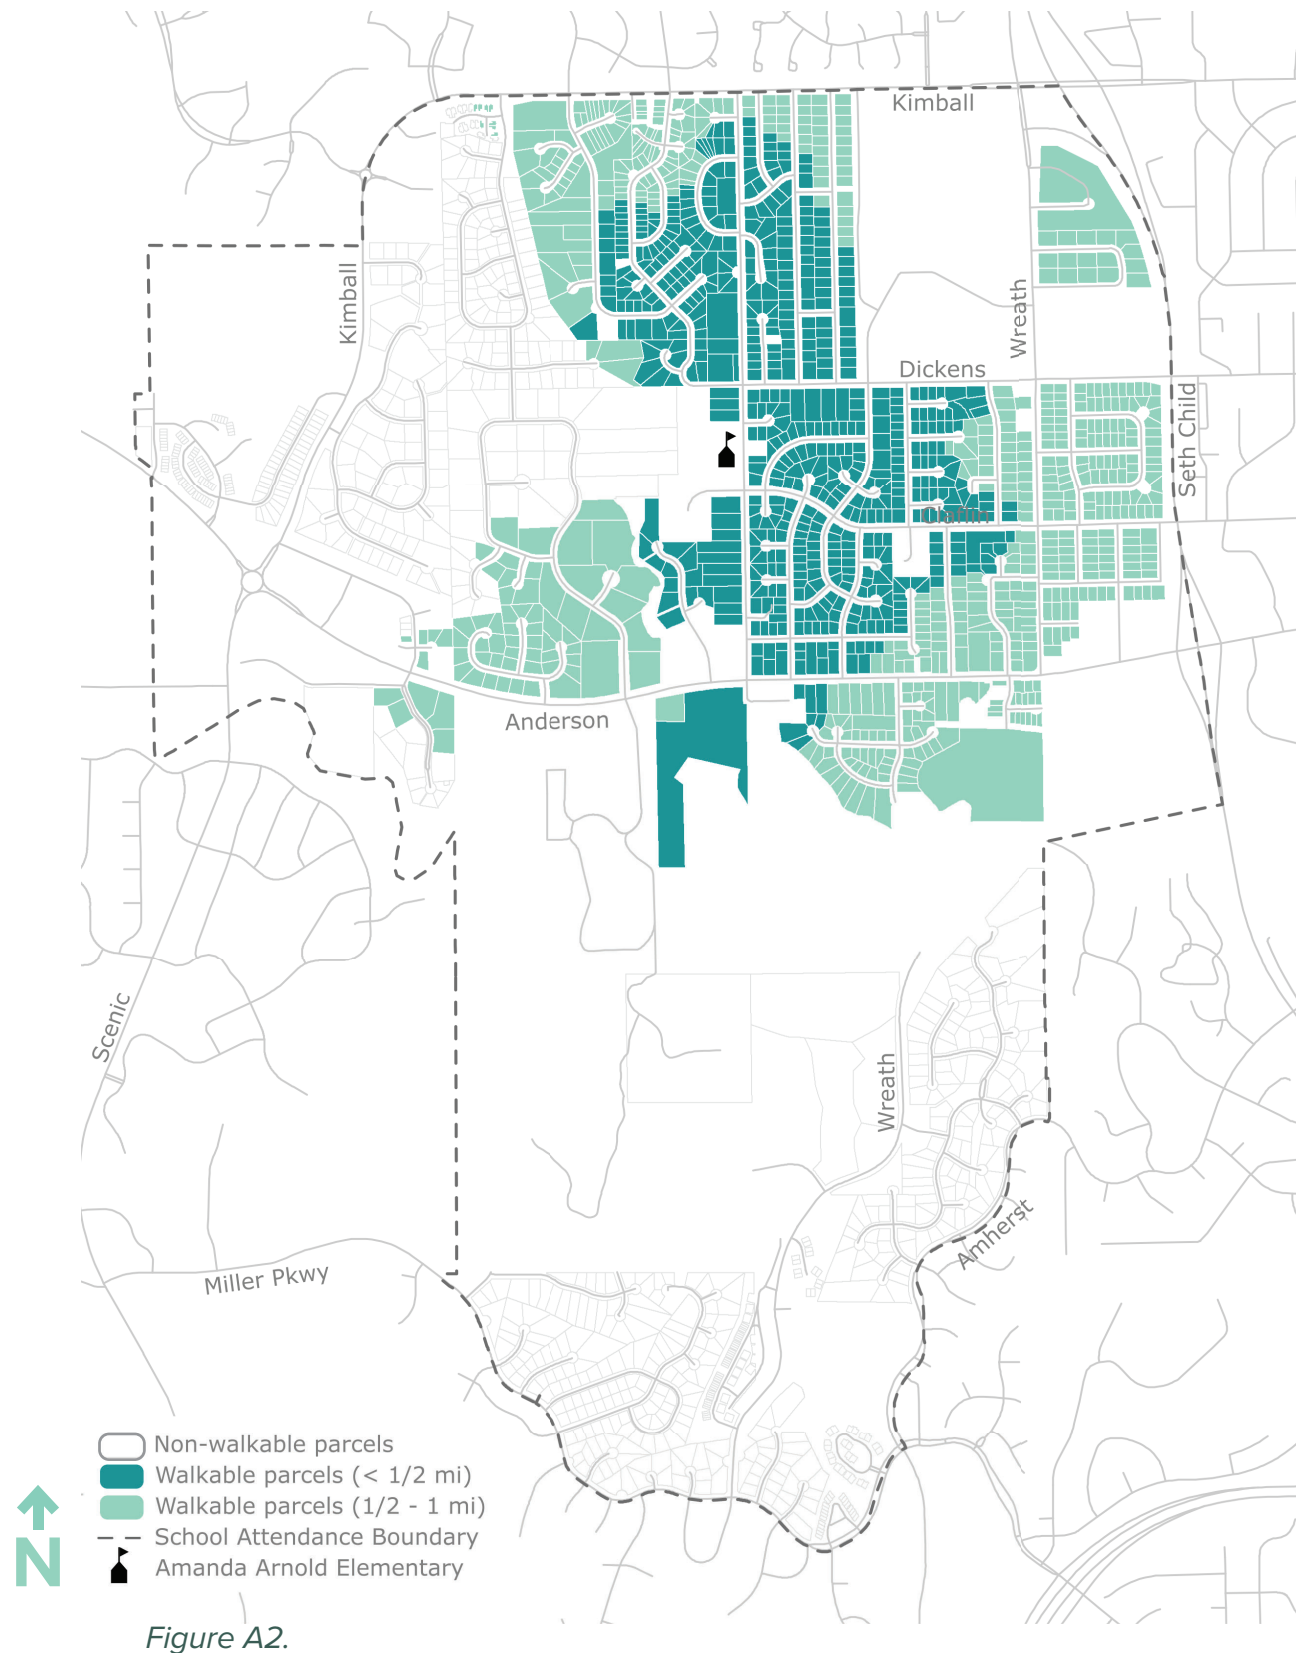 Kimball
Kimball
Wreath
Dickens
Seth Child
Claflin
Anderson
Scenic
Wreath
Amherst
Miller Pkwy
Non-walkable parcels
Walkable parcels (< 1/2 mi)
Walkable parcels (1/2 - 1 mi)
School Attendance Boundary
Amanda Arnold Elementary
N
Figure A2.